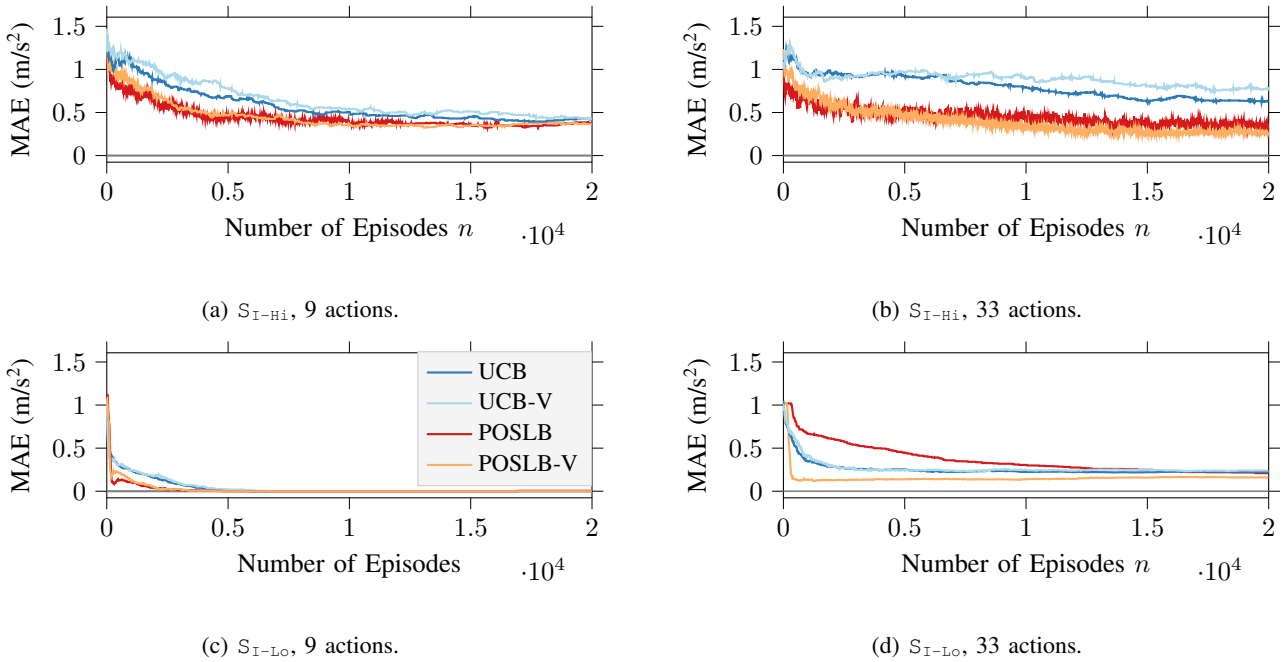 1.5
1
0.5
0
MAE (m/s²)
0 0.5 1 1.5 2
Number of Episodes n
·10⁴
(a) S_I-Hi, 9 actions.
1.5
1
0.5
0
MAE (m/s²)
0 0.5 1 1.5 2
Number of Episodes n
·10⁴
(b) S_I-Hi, 33 actions.
1.5
1
0.5
0
MAE (m/s²)
UCB
UCB-V
POSLB
POSLB-V
0 0.5 1 1.5 2
Number of Episodes
·10⁴
(c) S_I-Lo, 9 actions.
1.5
1
0.5
0
MAE (m/s²)
0 0.5 1 1.5 2
Number of Episodes n
·10⁴
(d) S_I-Lo, 33 actions.